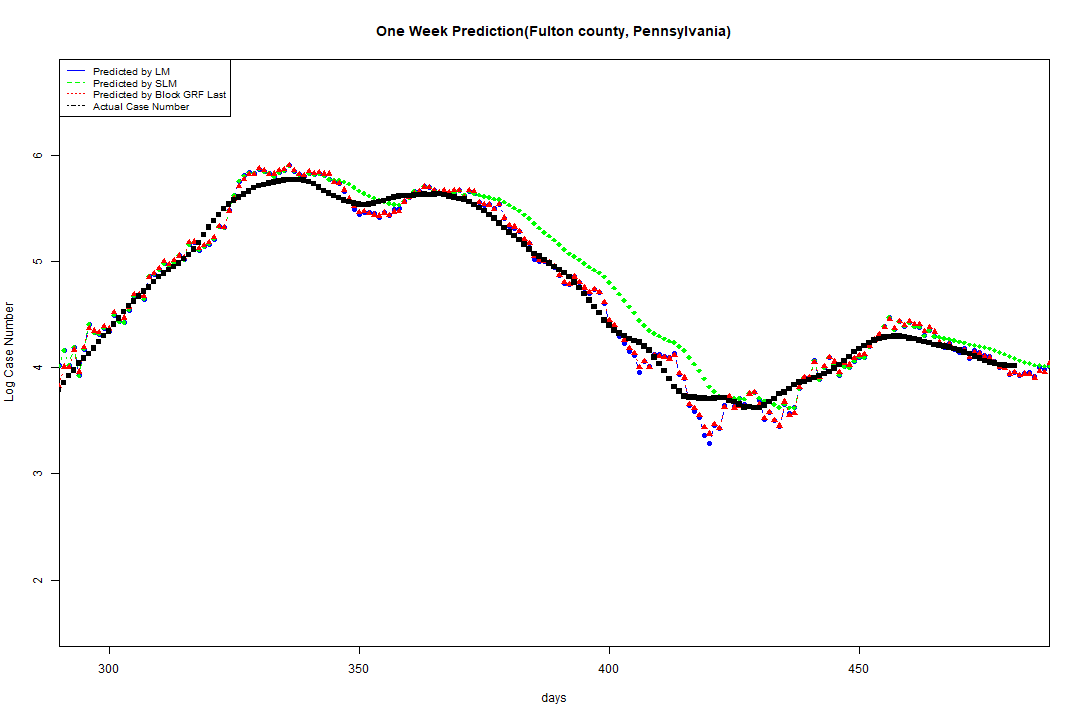 One Week Prediction(Fulton county, Pennsylvania)
Predicted by LM
Predicted by SLM
Predicted by Block GRF Last
Actual Case Number
Log Case Number
6
5
4
3
2
300 350 400 450
days